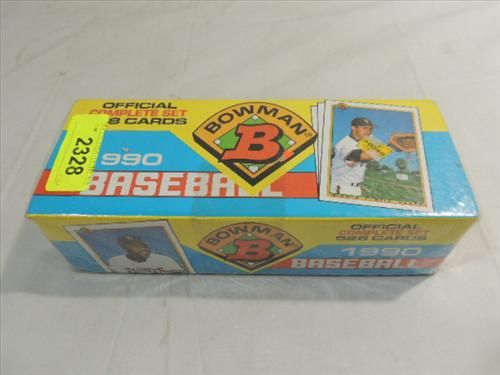 OFFICIAL
COMPLETE SET
8 CARDS
2328
990
BASEBALL
BOWMAN®
B
OFFICIAL
COMPLETE SET
528 CARDS
1990
BASEBALL
BOWMAN
B